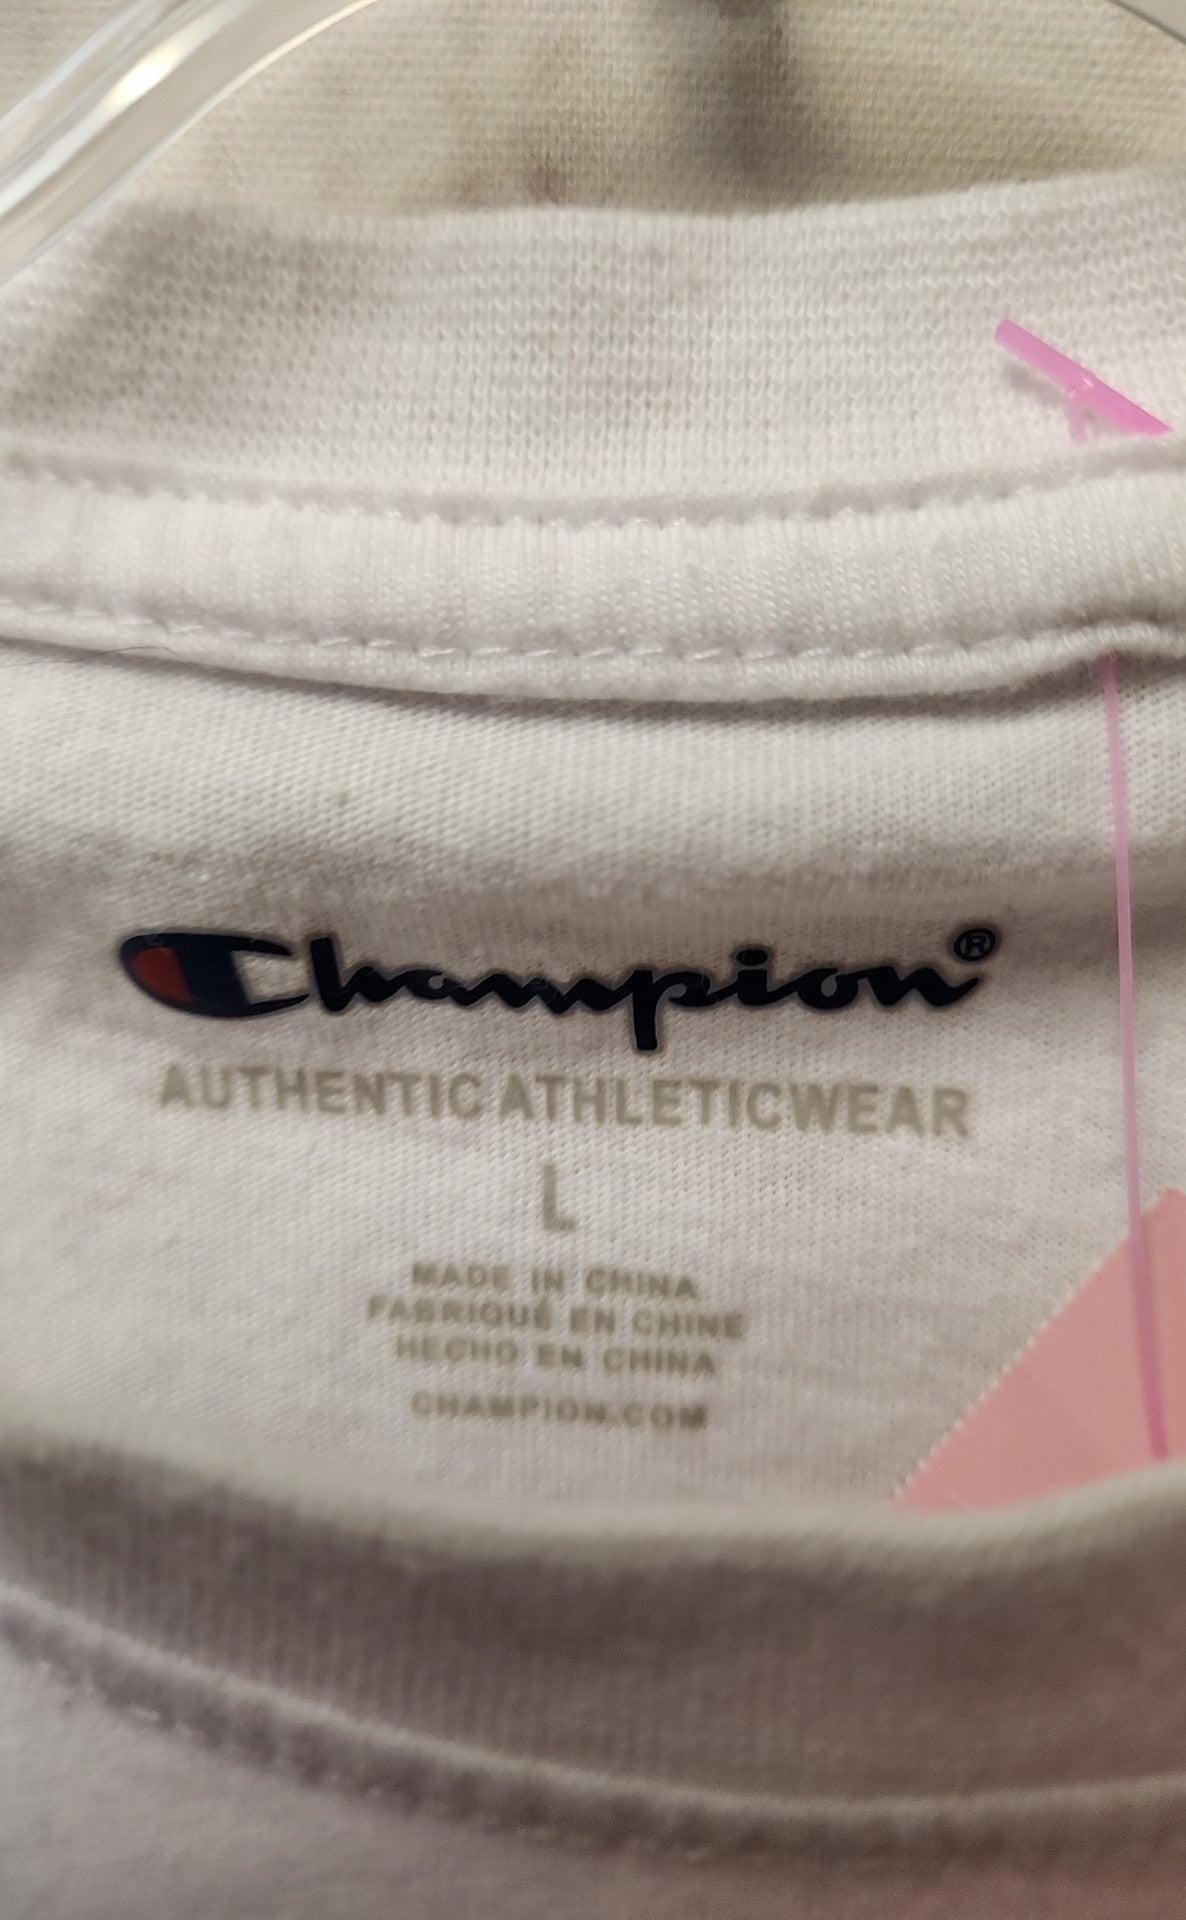 Champion®
AUTHENTIC ATHLETICWEAR
L
MADE IN CHINA
FABRIQUÉ EN CHINE
HECHO EN CHINA
CHAMPION.COM